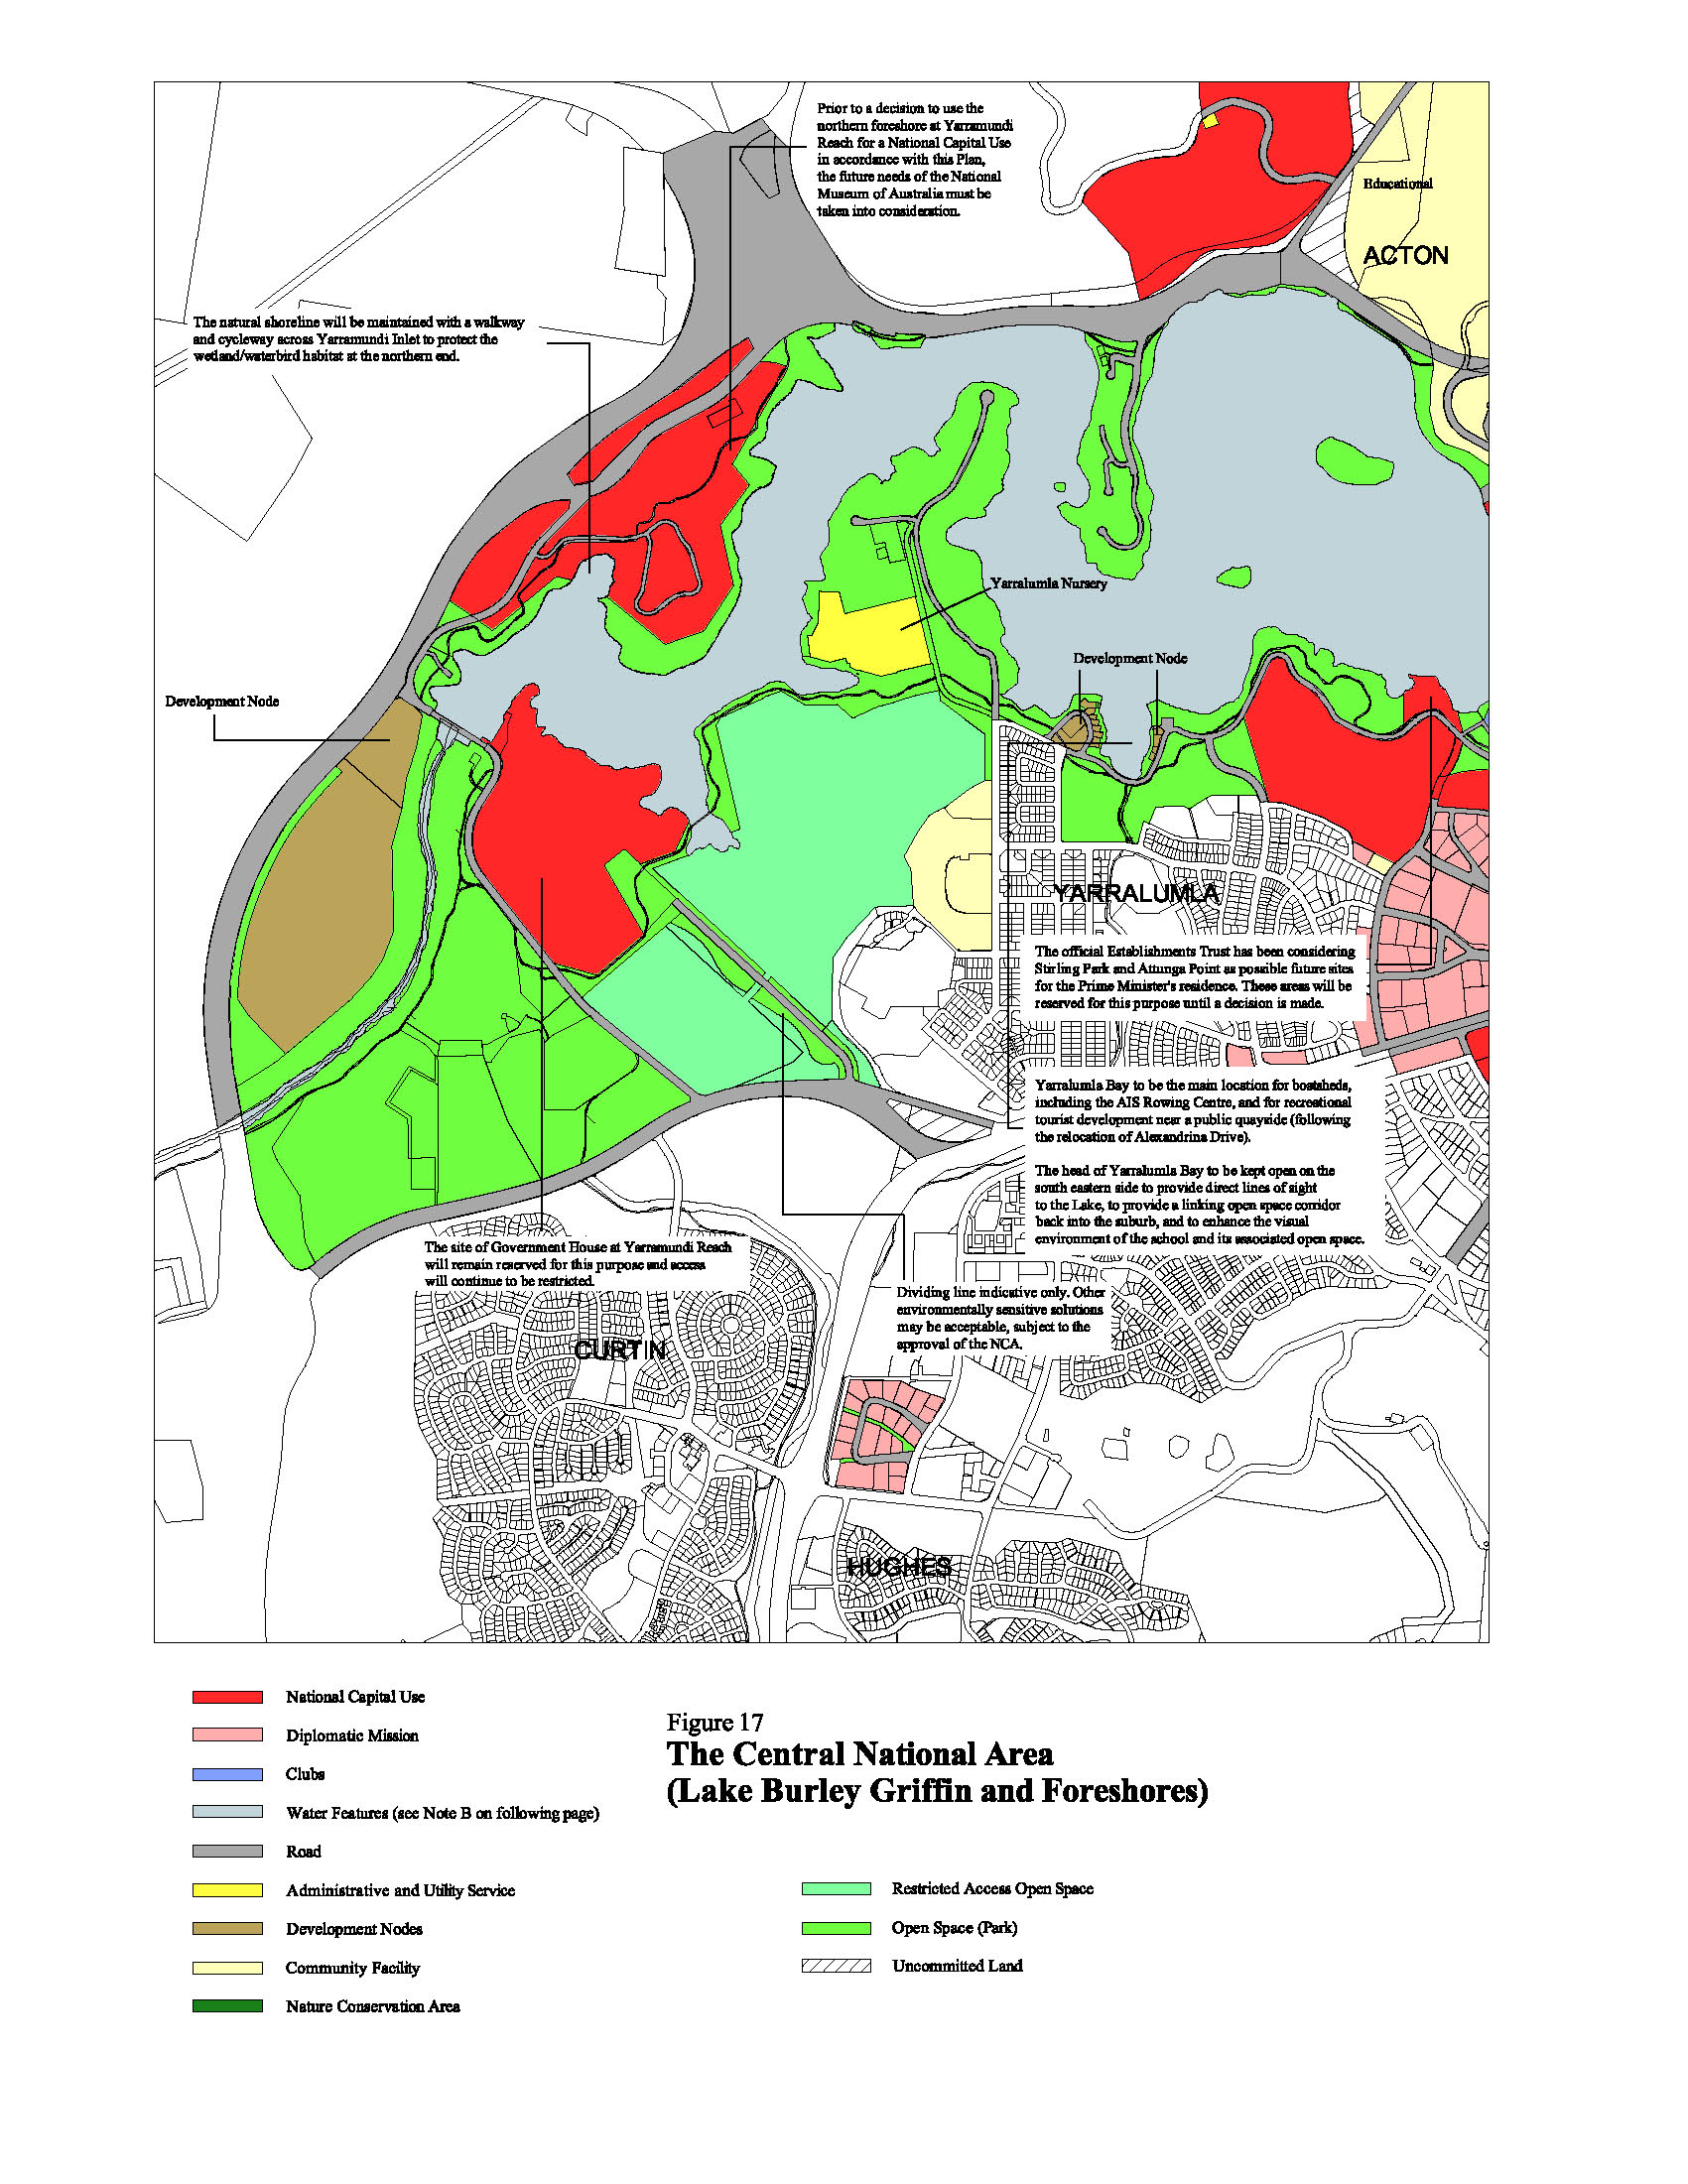 Prior to a decision to use the
northern foreshore at Yarramundi
Reach for a National Capital Use
in accordance with this Plan,
the future needs of the National
Museum of Australia must be
taken into consideration.
Educational
ACTON
The natural shoreline will be maintained with a walkway
and cycleway across Yarramundi Inlet to protect the
wetland/waterbird habitat at the northern end.
Yarralumla Nursery
Development Node
Development Node
YARRALUMLA
The official Establishments Trust has been considering
Stirling Park and Attunga Point as possible future sites
for the Prime Minister's residence. These areas will be
reserved for this purpose until a decision is made.
Yarralumla Bay to be the main location for boatsheds,
including the AIS Rowing Centre, and for recreational
tourist development near a public quayside (following
the relocation of Alexandrina Drive).
The head of Yarralumla Bay to be kept open on the
south eastern side to provide direct lines of sight
to the Lake, to provide a linking open space corridor
back into the suburb, and to enhance the visual
environment of the school and its associated open space.
The site of Government House at Yarramundi Reach
will remain reserved for this purpose and access
will continue to be restricted.
Dividing line indicative only. Other
environmentally sensitive solutions
may be acceptable, subject to the
approval of the NCA.
CURTIN
HUGHES
National Capital Use
Diplomatic Mission
Clubs
Water Features (see Note B on following page)
Road
Administrative and Utility Service
Development Nodes
Community Facility
Nature Conservation Area
Figure 17
The Central National Area
(Lake Burley Griffin and Foreshores)
Restricted Access Open Space
Open Space (Park)
Uncommitted Land